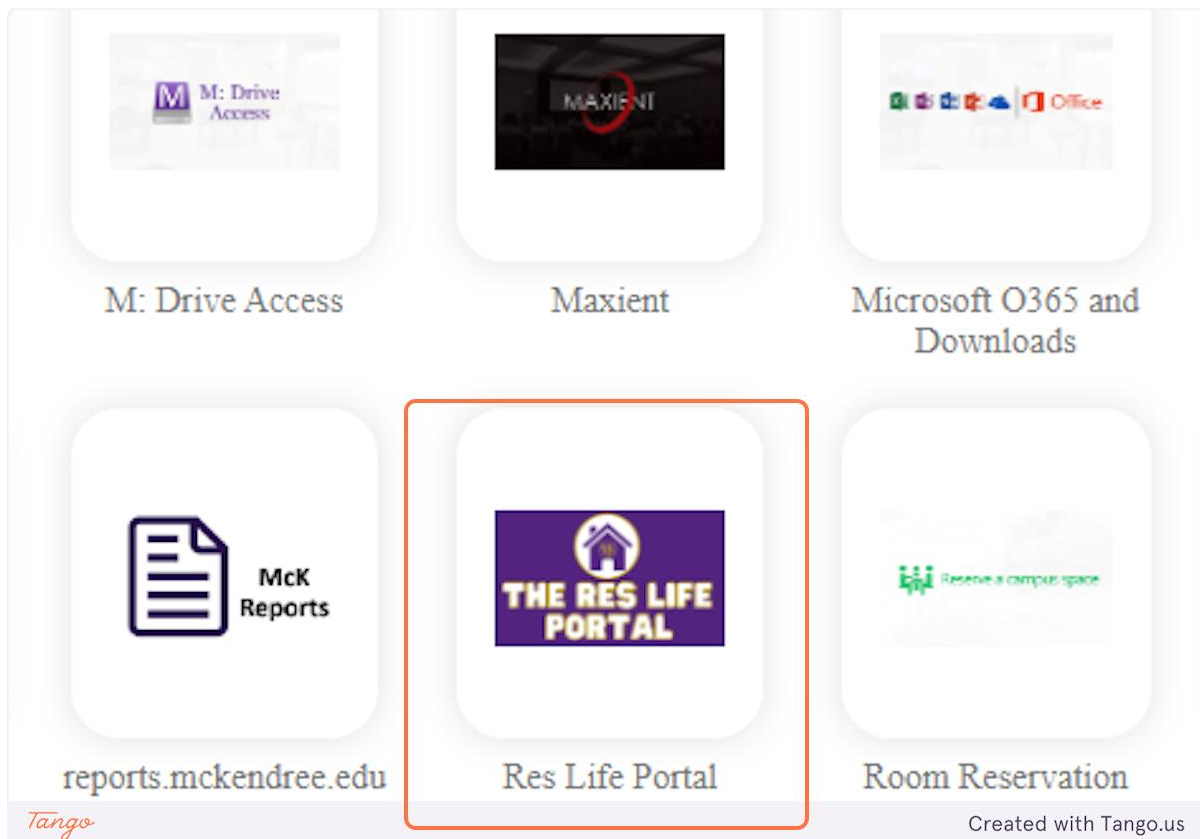 M: Drive
Access
MAXIENT
Office
M: Drive Access
Maxient
Microsoft O365 and
Downloads
McK
Reports
THE RES LIFE
PORTAL
Reserve a campus space
reports.mckendree.edu
Res Life Portal
Room Reservation
Tango
Created with Tango.us